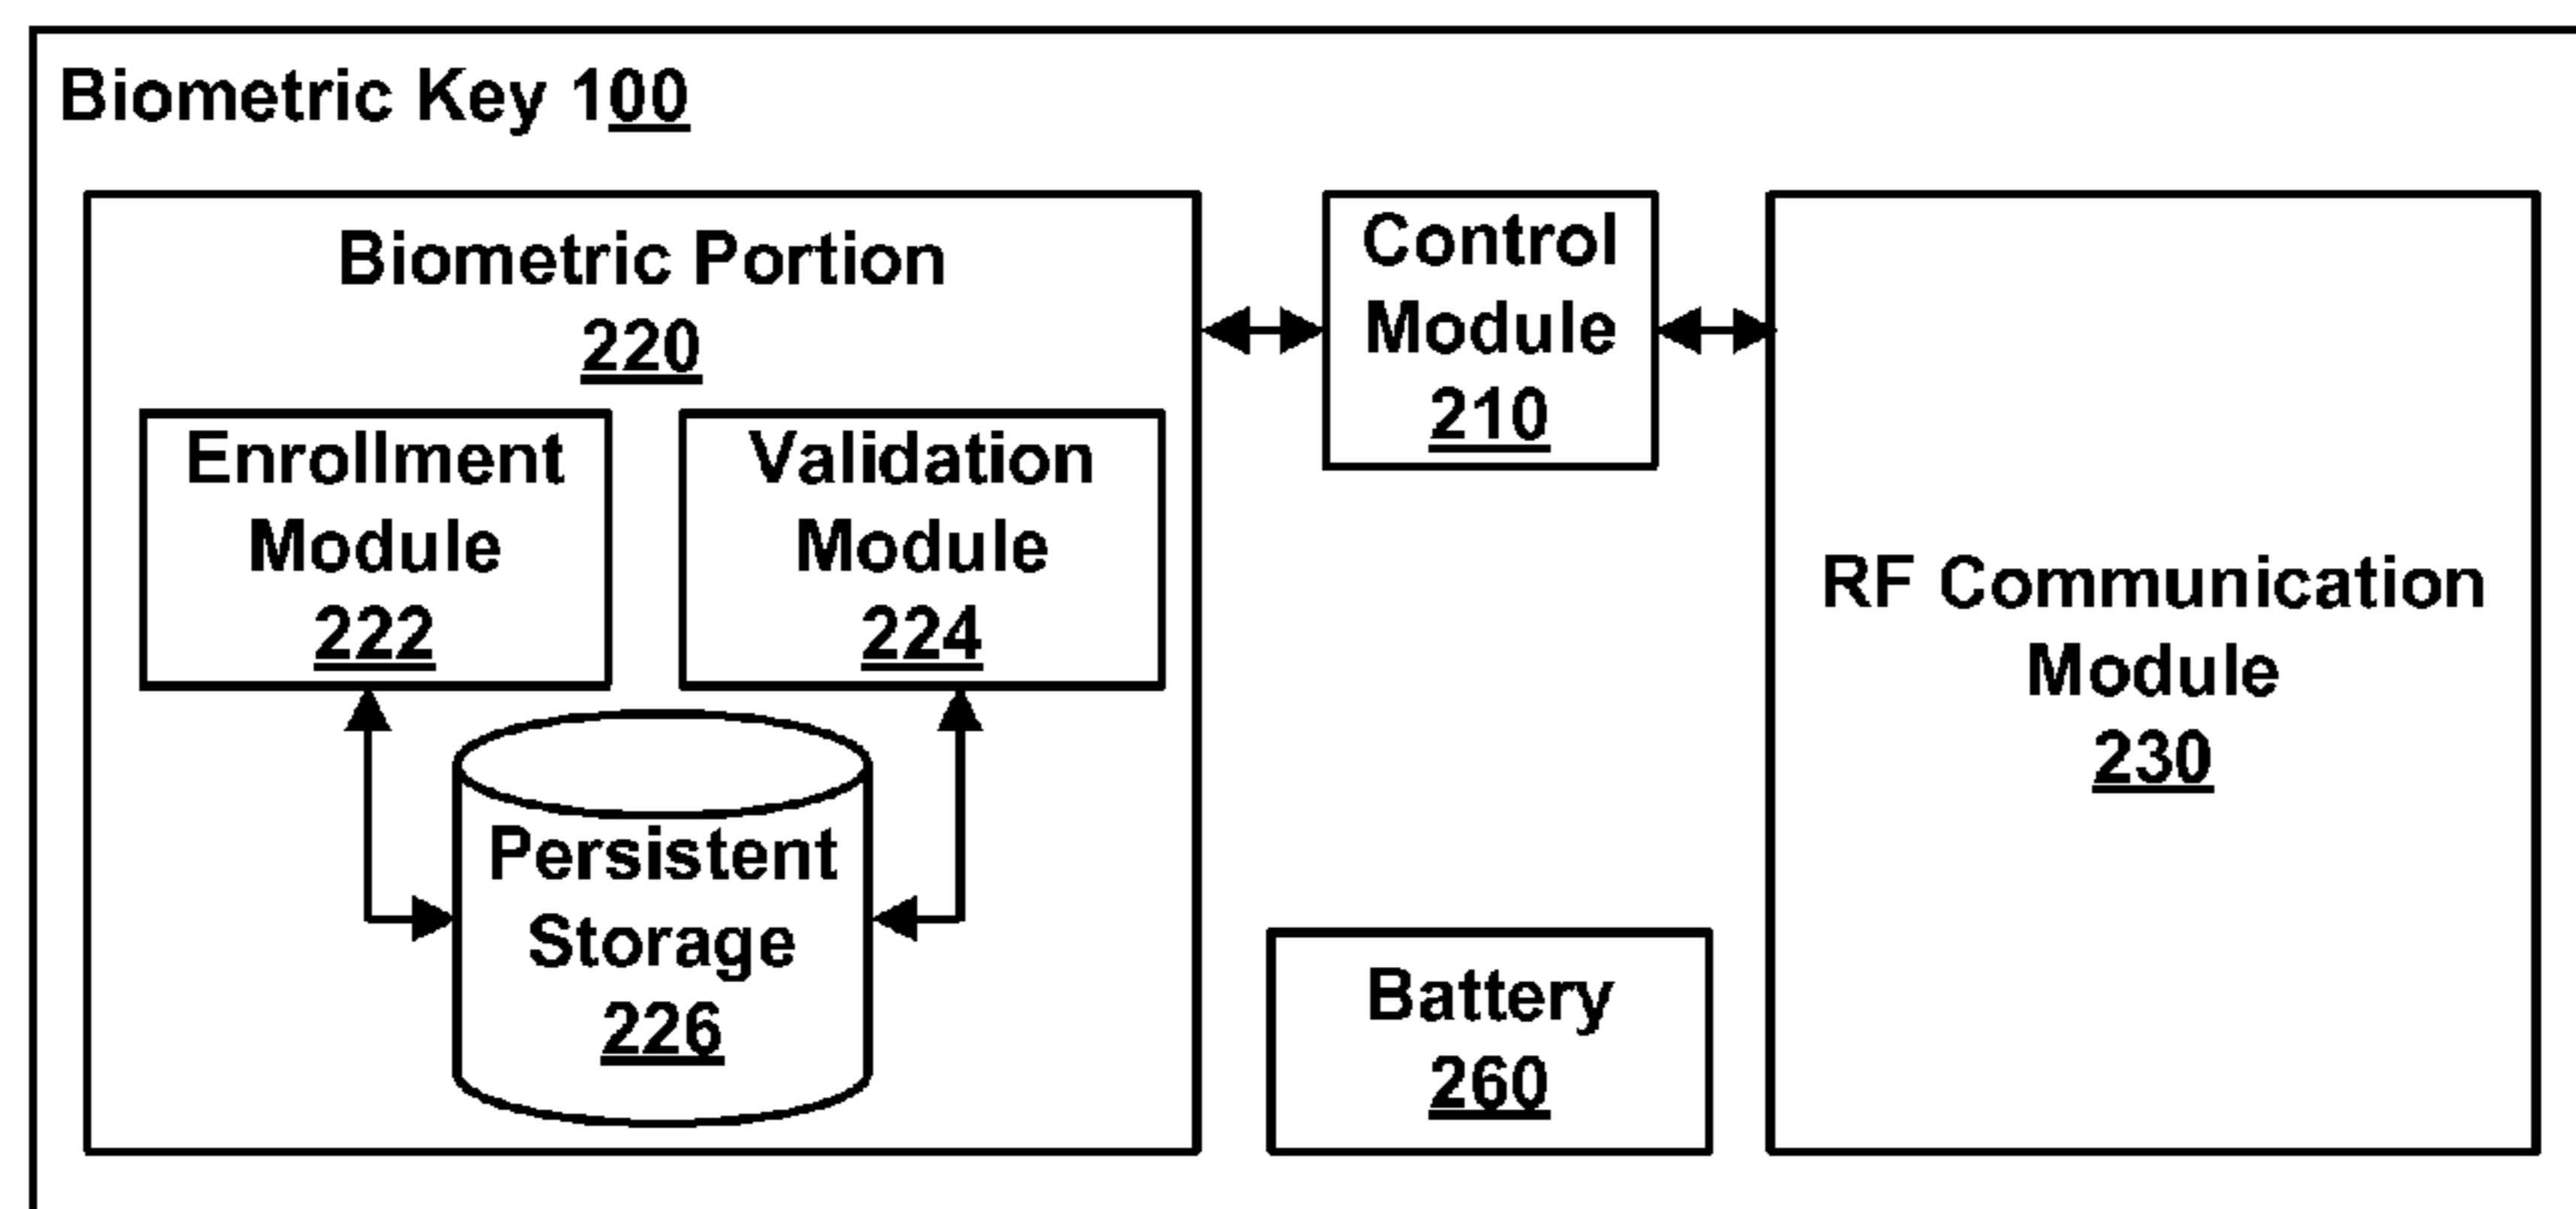 Biometric Key 100
Biometric Portion
220
Enrollment
Module
222
Validation
Module
224
Persistent
Storage
226
Control
Module
210
Battery
260
RF Communication
Module
230